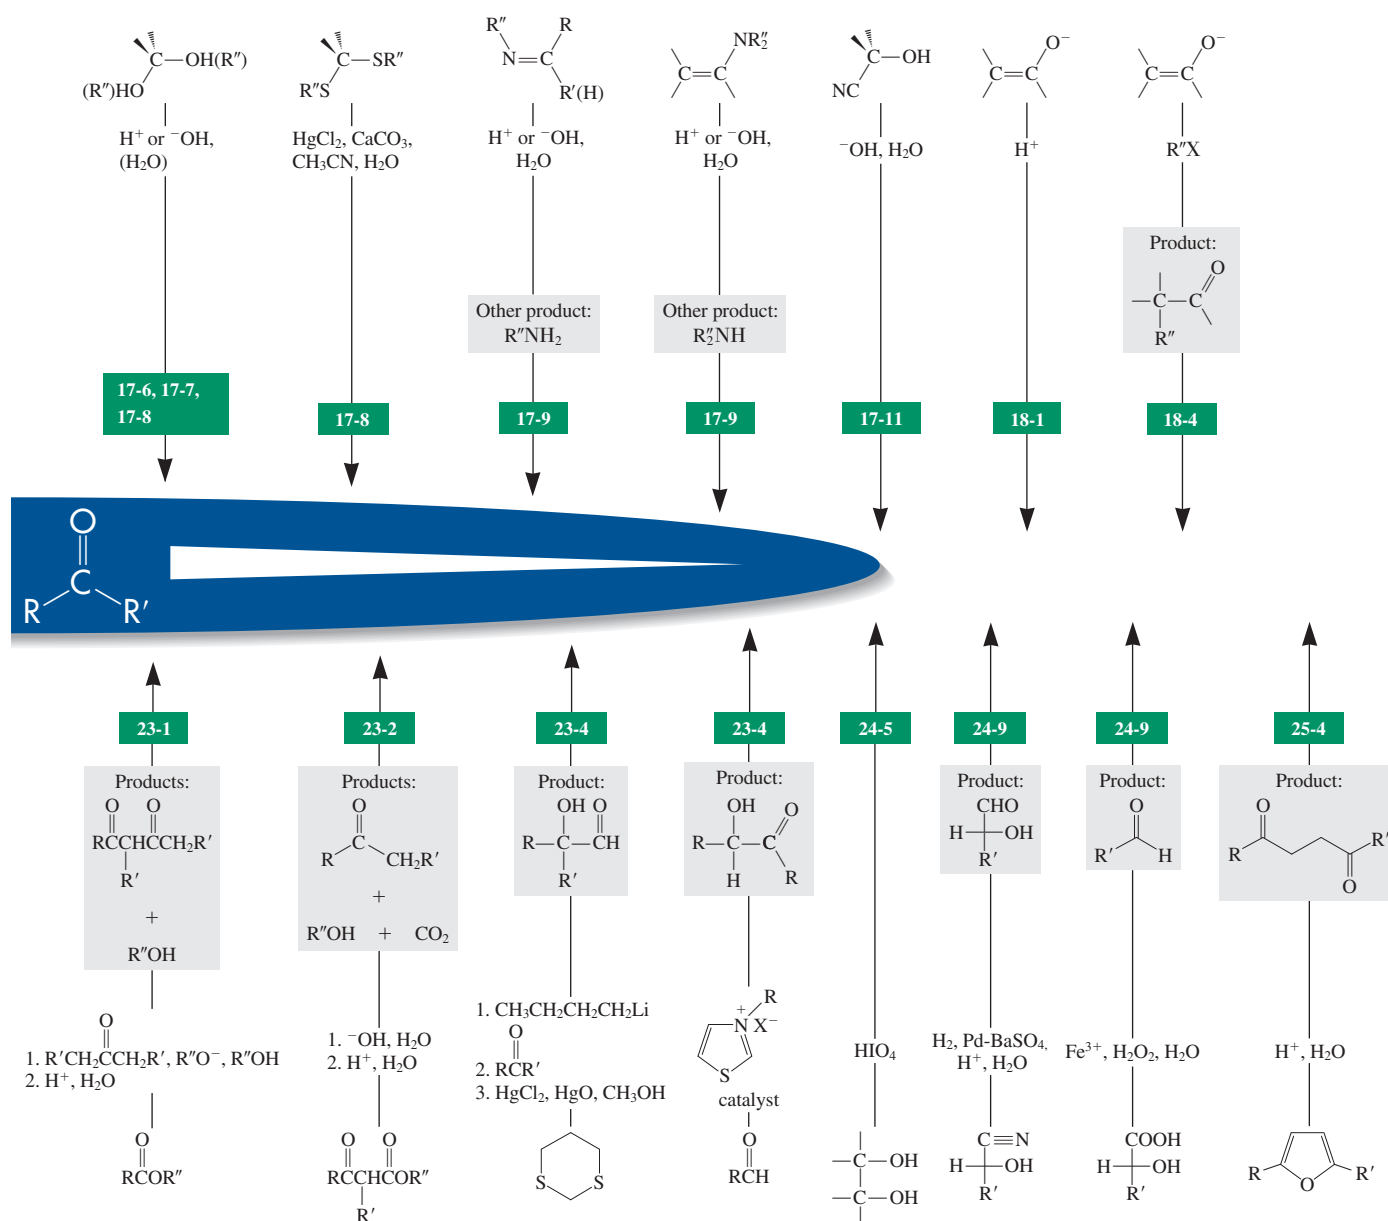 C—OH(R″)
(R″)HO
H⁺ or ⁻OH,
(H₂O)
17-6, 17-7,
17-8
C—SR″
R″S
HgCl₂, CaCO₃,
CH₃CN, H₂O
17-8
R″ R
N=C
R′(H)
H⁺ or ⁻OH,
H₂O
Other product:
R″NH₂
17-9
NR″₂
C=C
H⁺ or ⁻OH,
H₂O
Other product:
R″₂NH
17-9
C—OH
NC
⁻OH, H₂O
17-11
O⁻
C=C
H⁺
18-1
O⁻
C=C
R″X
Product:
O
—C—C
R″
18-4
O
C
R R′
23-1
Products:
O O
RCCHCCH₂R′
R′
+
R″OH
O
1. R′CH₂CCH₂R′, R″O⁻, R″OH
2. H⁺, H₂O
O
RCOR″
23-2
Products:
O
C
R CH₂R′
+
R″OH + CO₂
1. ⁻OH, H₂O
2. H⁺, H₂O
O O
RCCHCOR″
R′
23-4
Product:
OH O
R—C—CH
R′
1. CH₃CH₂CH₂CH₂Li
O
2. RCR′
3. HgCl₂, HgO, CH₃OH
S S
23-4
Product:
OH O
R—C—C
H R
R
+
N X⁻
S
catalyst
O
RCH
24-5
HIO₄
—C—OH
—C—OH
24-9
Product:
CHO
H OH
R′
H₂, Pd-BaSO₄,
H⁺, H₂O
C≡N
H OH
R′
24-9
Product:
O
C
R′ H
Fe³⁺, H₂O₂, H₂O
COOH
H OH
R′
25-4
Product:
O R′
R O
H⁺, H₂O
R O R′